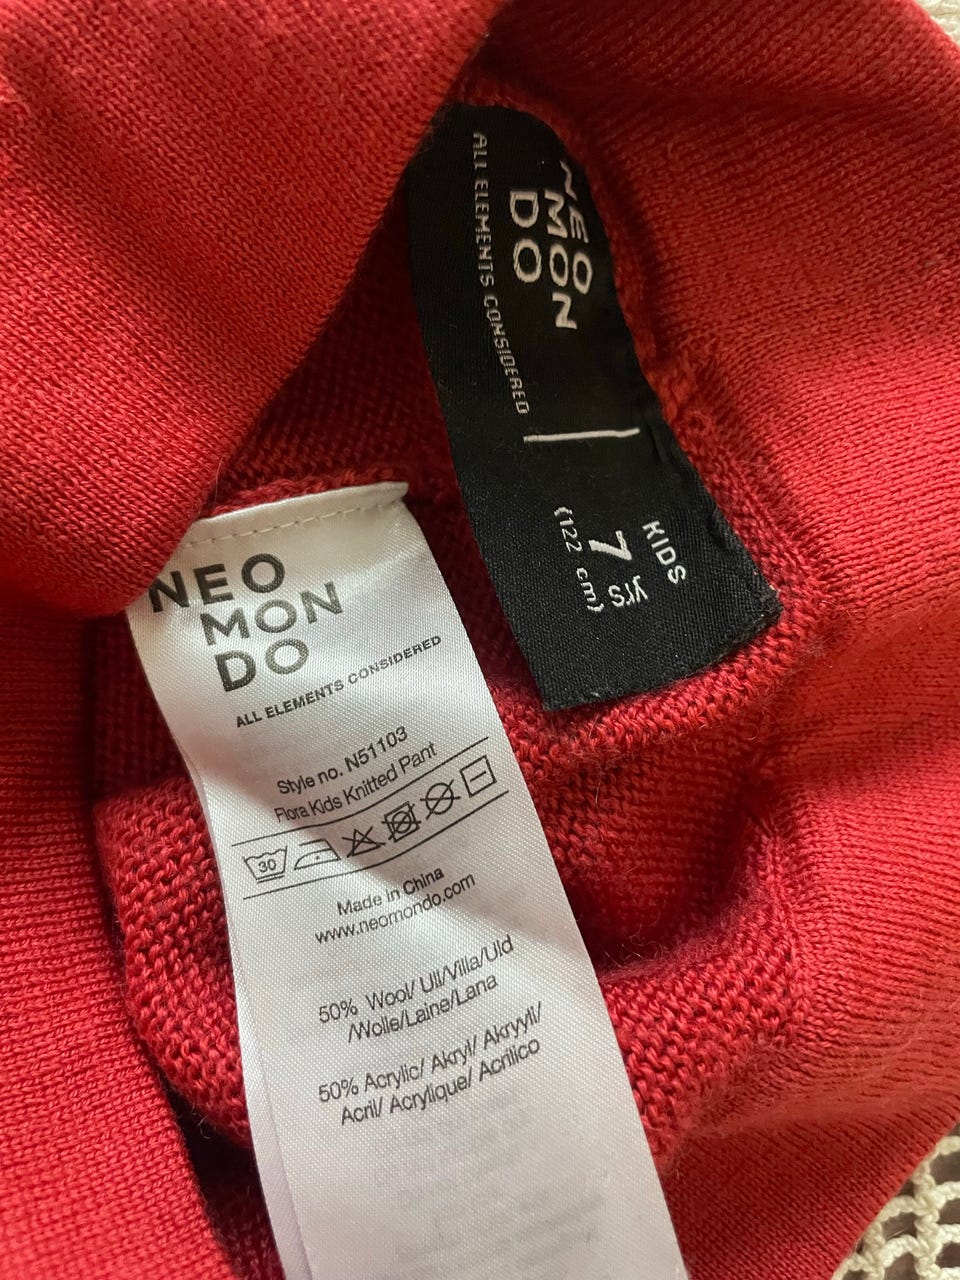 NEO
MON
DO
ALL ELEMENTS CONSIDERED
KIDS
7 yrs
(122 cm)
NEO
MON
DO
ALL ELEMENTS CONSIDERED
Style no. N51103
Flora Kids Knitted Pant
30
Made in China
www.neomondo.com
50% Wool/ Ull/Villa/Uld
/Wolle/Laine/Lana
50% Acrylic/ Akryl/ Akryyli/
Acril/ Acrylique/ Acrilico